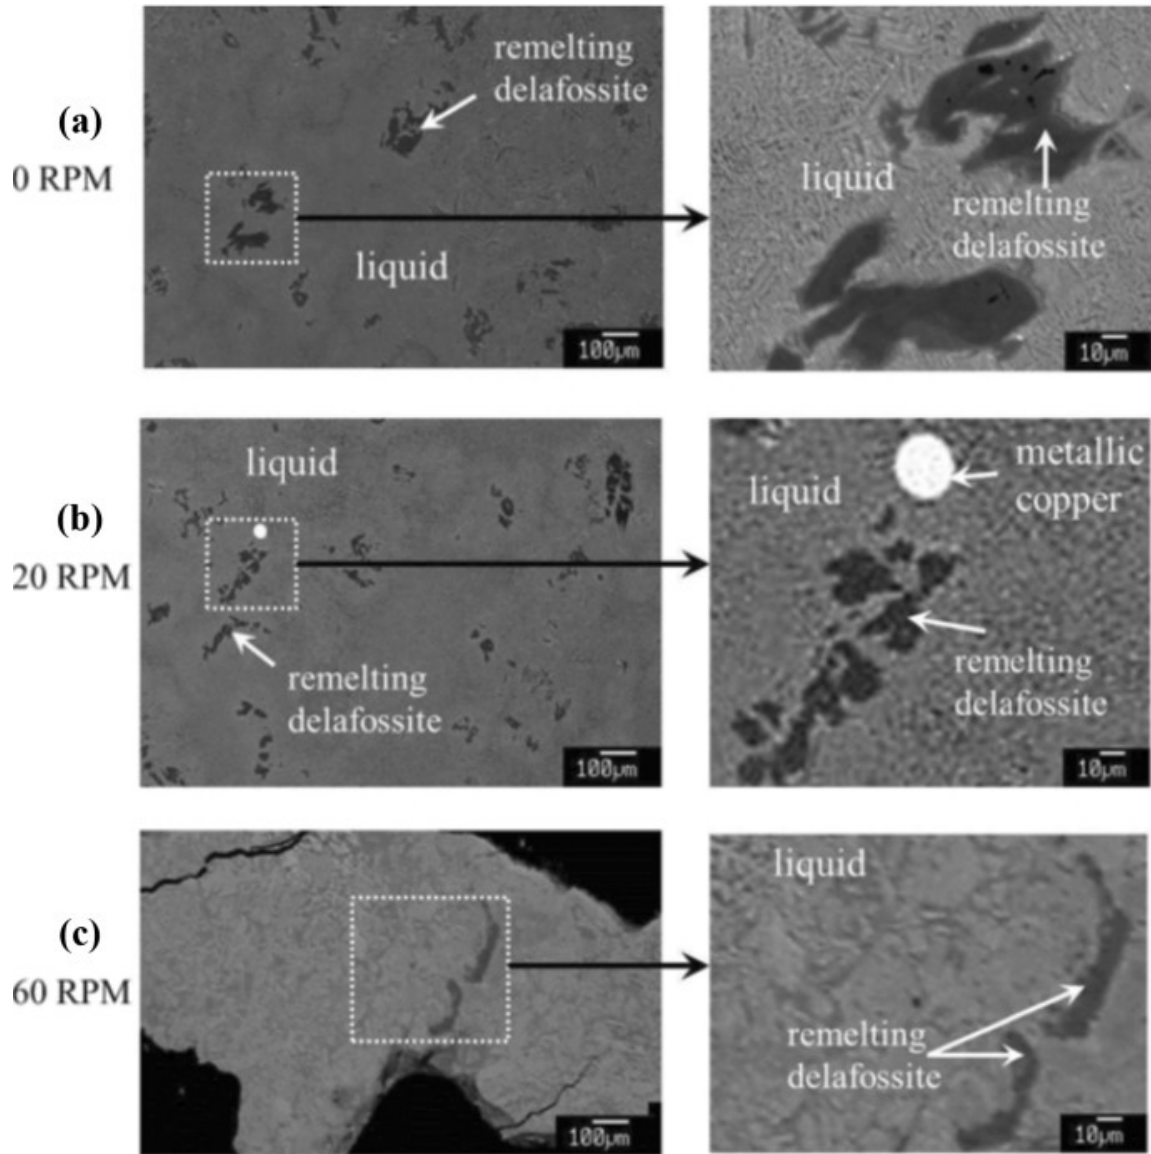 remelting
delafossite
(a)
0 RPM
liquid
100μm
liquid
remelting
delafossite
10μm
liquid
(b)
20 RPM
remelting
delafossite
100μm
metallic
copper
liquid
remelting
delafossite
10μm
(c)
60 RPM
100μm
liquid
remelting
delafossite
10μm